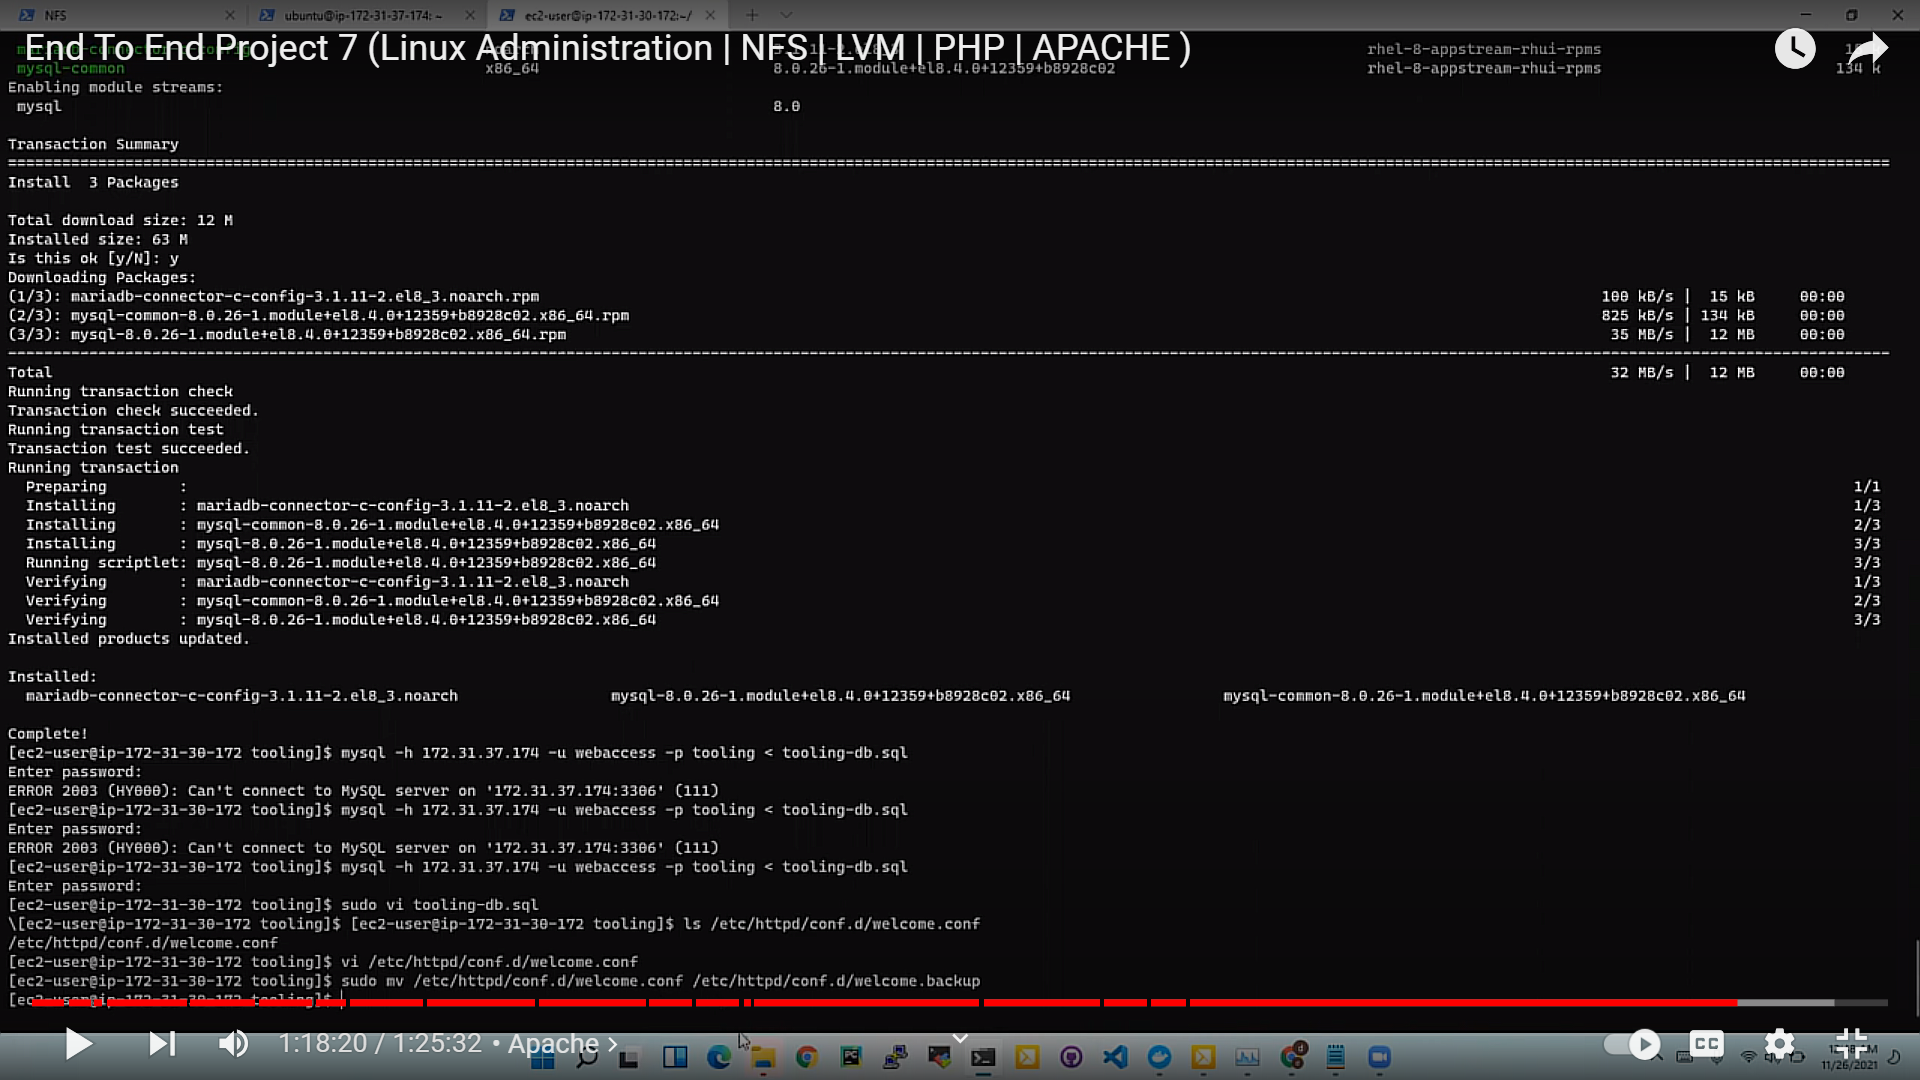 NFS
ubuntu@ip-172-31-37-174: ~
ec2-user@ip-172-31-30-172:~/
End To End Project 7 (Linux Administration | NFS | LVM | PHP | APACHE )
rhel-8-appstream-rhui-rpms
mysql-common x86_64 8.0.26-1.module+el8.4.0+12359+b8928c02 rhel-8-appstream-rhui-rpms 134 k
Enabling module streams:
mysql 8.0
Transaction Summary
Install 3 Packages
Total download size: 12 M
Installed size: 63 M
Is this ok [y/N]: y
Downloading Packages:
(1/3): mariadb-connector-c-config-3.1.11-2.el8_3.noarch.rpm 100 kB/s | 15 kB 00:00
(2/3): mysql-common-8.0.26-1.module+el8.4.0+12359+b8928c02.x86_64.rpm 825 kB/s | 134 kB 00:00
(3/3): mysql-8.0.26-1.module+el8.4.0+12359+b8928c02.x86_64.rpm 35 MB/s | 12 MB 00:00
Total 32 MB/s | 12 MB 00:00
Running transaction check
Transaction check succeeded.
Running transaction test
Transaction test succeeded.
Running transaction
Preparing : 1/1
Installing : mariadb-connector-c-config-3.1.11-2.el8_3.noarch 1/3
Installing : mysql-common-8.0.26-1.module+el8.4.0+12359+b8928c02.x86_64 2/3
Installing : mysql-8.0.26-1.module+el8.4.0+12359+b8928c02.x86_64 3/3
Running scriptlet: mysql-8.0.26-1.module+el8.4.0+12359+b8928c02.x86_64 3/3
Verifying : mariadb-connector-c-config-3.1.11-2.el8_3.noarch 1/3
Verifying : mysql-common-8.0.26-1.module+el8.4.0+12359+b8928c02.x86_64 2/3
Verifying : mysql-8.0.26-1.module+el8.4.0+12359+b8928c02.x86_64 3/3
Installed products updated.
Installed:
mariadb-connector-c-config-3.1.11-2.el8_3.noarch mysql-8.0.26-1.module+el8.4.0+12359+b8928c02.x86_64 mysql-common-8.0.26-1.module+el8.4.0+12359+b8928c02.x86_64
Complete!
[ec2-user@ip-172-31-30-172 tooling]$ mysql -h 172.31.37.174 -u webaccess -p tooling < tooling-db.sql
Enter password:
ERROR 2003 (HY000): Can't connect to MySQL server on '172.31.37.174:3306' (111)
[ec2-user@ip-172-31-30-172 tooling]$ mysql -h 172.31.37.174 -u webaccess -p tooling < tooling-db.sql
Enter password:
ERROR 2003 (HY000): Can't connect to MySQL server on '172.31.37.174:3306' (111)
[ec2-user@ip-172-31-30-172 tooling]$ mysql -h 172.31.37.174 -u webaccess -p tooling < tooling-db.sql
Enter password:
[ec2-user@ip-172-31-30-172 tooling]$ sudo vi tooling-db.sql
\[ec2-user@ip-172-31-30-172 tooling]$ [ec2-user@ip-172-31-30-172 tooling]$ ls /etc/httpd/conf.d/welcome.conf
/etc/httpd/conf.d/welcome.conf
[ec2-user@ip-172-31-30-172 tooling]$ vi /etc/httpd/conf.d/welcome.conf
[ec2-user@ip-172-31-30-172 tooling]$ sudo mv /etc/httpd/conf.d/welcome.conf /etc/httpd/conf.d/welcome.backup
[ec2-user@ip-172-31-30-172 tooling]$
1:18:20 / 1:25:32 • Apache
CC
11/26/2021